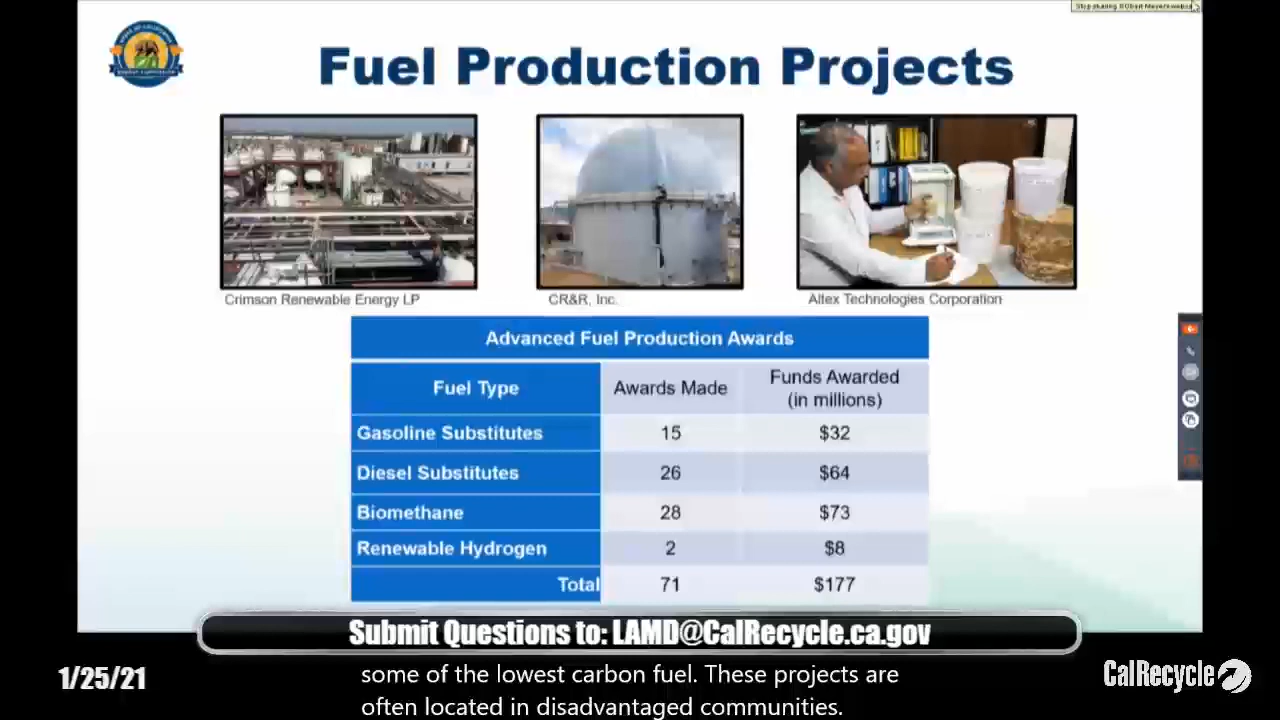 Fuel Production Projects
Crimson Renewable Energy LP
CR&R, Inc.
Altex Technologies Corporation
Advanced Fuel Production Awards
Fuel Type Awards Made Funds Awarded
(in millions)
Gasoline Substitutes 15 $32
Diesel Substitutes 26 $64
Biomethane 28 $73
Renewable Hydrogen 2 $8
Total 71 $177
Submit Questions to: LAMD@CalRecycle.ca.gov
1/25/21
some of the lowest carbon fuel. These projects are
often located in disadvantaged communities.
CalRecycle